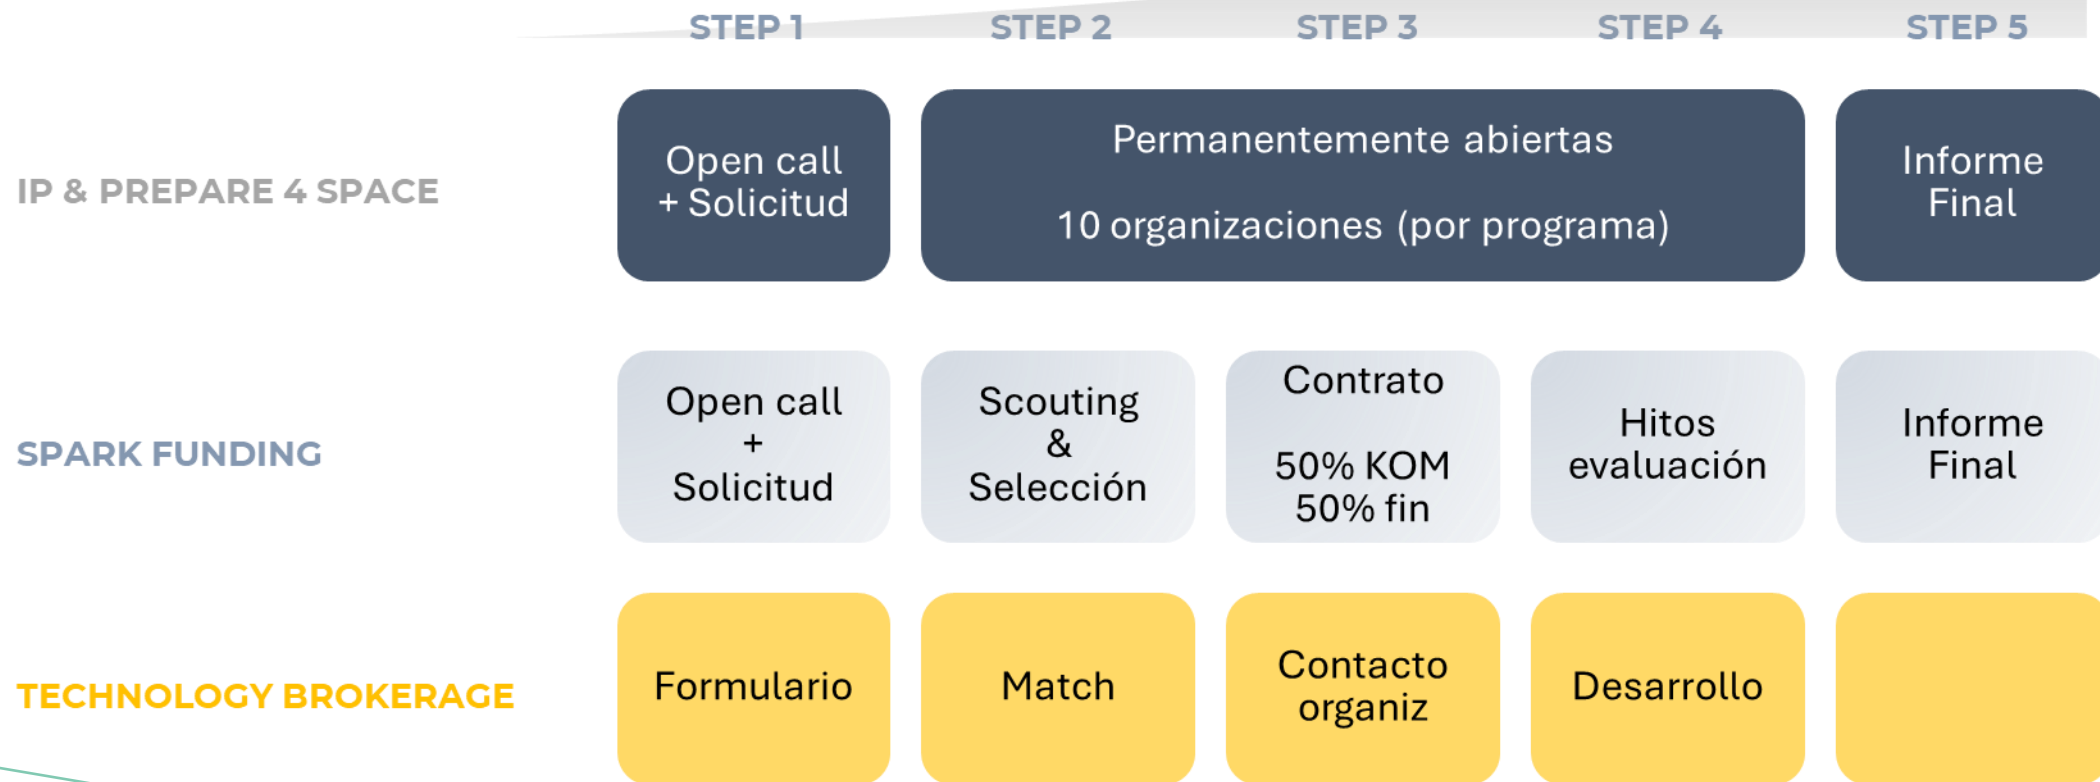 STEP 1
STEP 2
STEP 3
STEP 4
STEP 5
IP & PREPARE 4 SPACE
Open call
+ Solicitud
Permanentemente abiertas
10 organizaciones (por programa)
Informe
Final
SPARK FUNDING
Open call
+
Solicitud
Scouting
&
Selección
Contrato
50% KOM
50% fin
Hitos
evaluación
Informe
Final
TECHNOLOGY BROKERAGE
Formulario
Match
Contacto
organiz
Desarrollo